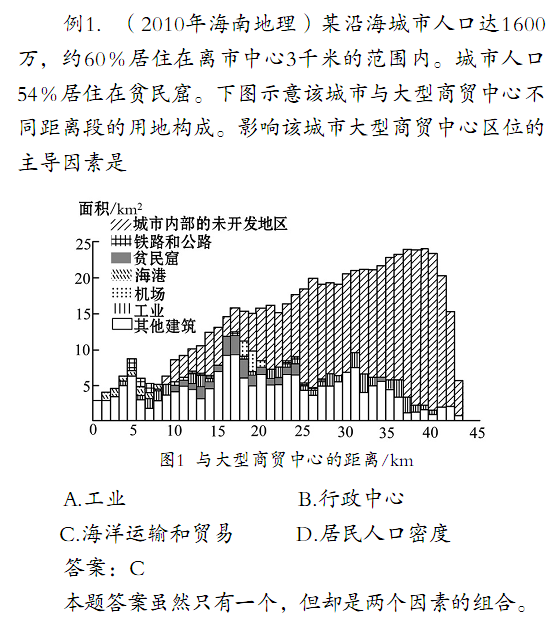 例1. （2010年海南地理）某沿海城市人口达1600
万，约60%居住在离市中心3千米的范围内。城市人口
54%居住在贫民窟。下图示意该城市与大型商贸中心不
同距离段的用地构成。影响该城市大型商贸中心区位的
主导因素是
面积/km²
城市内部的未开发地区
铁路和公路
贫民窟
海港
机场
工业
其他建筑
25
20
15
10
5
0 5 10 15 20 25 30 35 40 45
图1 与大型商贸中心的距离/km
A.工业 B.行政中心
C.海洋运输和贸易 D.居民人口密度
答案：C
本题答案虽然只有一个，但却是两个因素的组合。